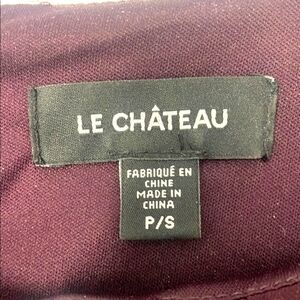 LE CHÂTEAU
FABRIQUÉ EN
CHINE
MADE IN
CHINA
P/S